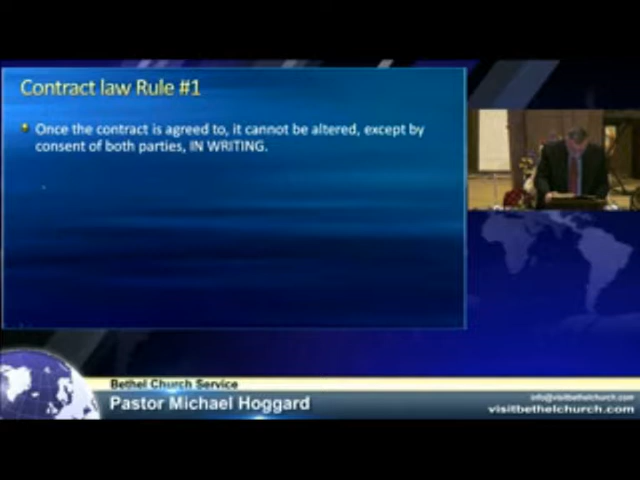 Contract law Rule #1
Once the contract is agreed to, it cannot be altered, except by
consent of both parties, IN WRITING.
Bethel Church Service
Pastor Michael Hoggard
info@visitbethelchurch.com
visitbethelchurch.com